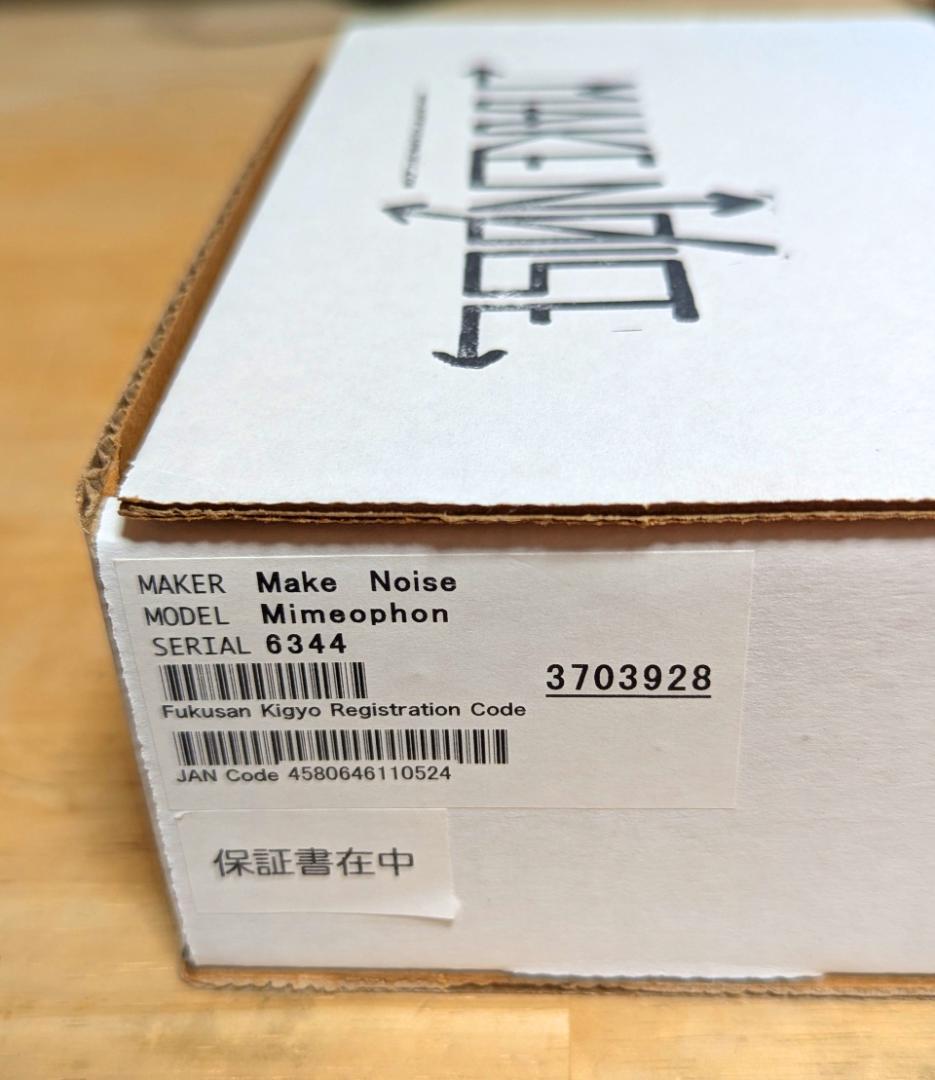 MAKE NOISE
MAKER Make Noise
MODEL Mimeophon
SERIAL 6344
3703928
Fukusan Kigyo Registration Code
JAN Code 4580646110524
保証書在中